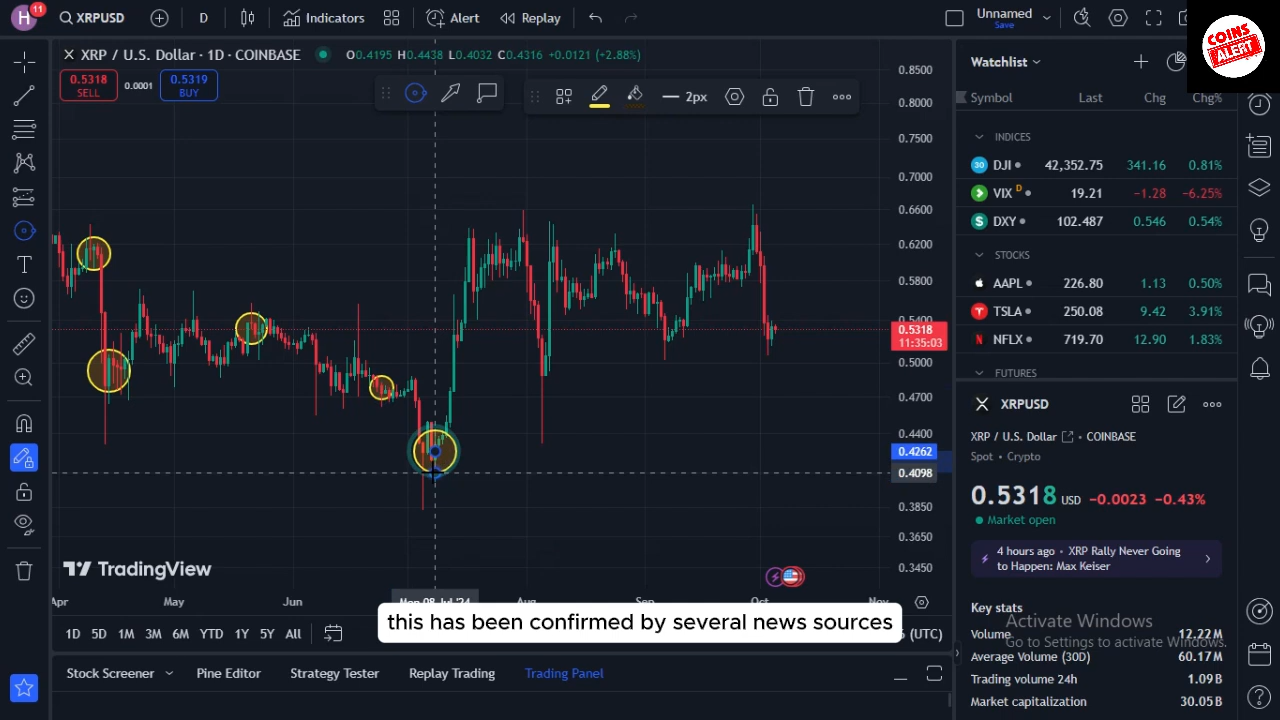 H 11 XRPUSD D Indicators Alert Replay Unnamed
Save
COINS
ALERT
XRP / U.S. Dollar · 1D · COINBASE O0.4195 H0.4438 L0.4032 C0.4316 +0.0121 (+2.88%)
0.5318
SELL
0.0001
0.5319
BUY
2px
0.8500
0.8000
0.7500
0.7000
0.6600
0.6200
0.5800
0.5400
0.5318
11:35:03
0.5000
0.4700
0.4400
0.4262
0.4098
0.3850
0.3650
0.3450
TradingView
Apr May Jun Mon 08 Jul '24 Aug Sep Oct Nov
this has been confirmed by several news sources
1D 5D 1M 3M 6M YTD 1Y 5Y All (UTC)
Stock Screener Pine Editor Strategy Tester Replay Trading Trading Panel
Watchlist
Symbol Last Chg Chg%
INDICES
30 DJI 42,352.75 341.16 0.81%
VIX D 19.21 −1.28 −6.25%
$ DXY 102.487 0.546 0.54%
STOCKS
AAPL 226.80 1.13 0.50%
TSLA 250.08 9.42 3.91%
N NFLX 719.70 12.90 1.83%
FUTURES
XRPUSD
XRP / U.S. Dollar COINBASE
Spot • Crypto
0.5318 USD −0.0023 −0.43%
Market open
4 hours ago • XRP Rally Never Going
to Happen: Max Keiser
Key stats
Activate Windows
Volume 12.22M
Go to Settings to activate Windows.
Average Volume (30D) 60.17M
Trading volume 24h 1.09B
Market capitalization 30.05B